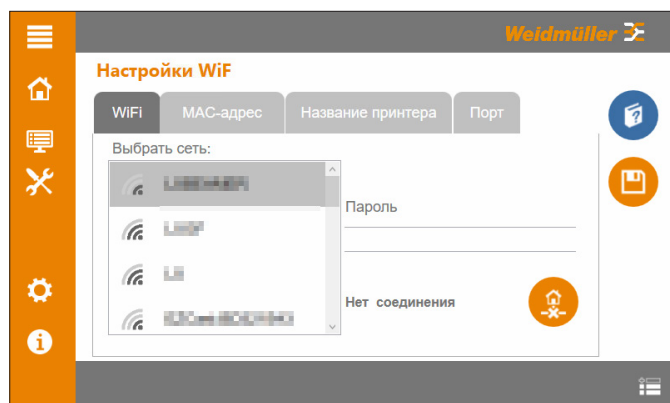 Weidmüller
Настройки WiF
WiFi
MAC-адрес
Название принтера
Порт
Выбрать сеть:
Пароль
Нет соединения